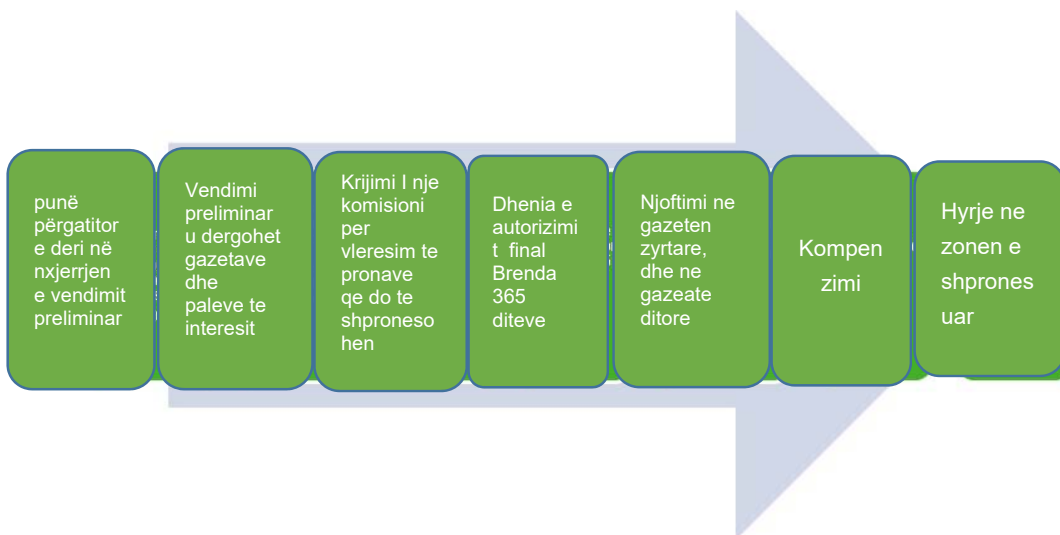 punë
përgatitor
e deri në
nxjerrjen
e vendimit
preliminar
Vendimi
preliminar
u dergohet
gazetave
dhe
paleve te
interesit
Krijimi I nje
komisioni
per
vleresim te
pronave
qe do te
shproneso
hen
Dhenia e
autorizimi
t final
Brenda
365
diteve
Njoftimi ne
gazeten
zyrtare,
dhe ne
gazeate
ditore
Kompen
zimi
Hyrje ne
zonen e
shprones
uar